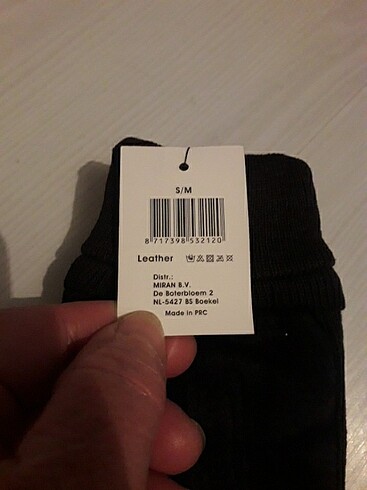 S/M
8 717398 532120
Leather
Distr.:
MIRAN B.V.
De Boterbloem 2
NL-5427 BS Boekel
Made in PRC